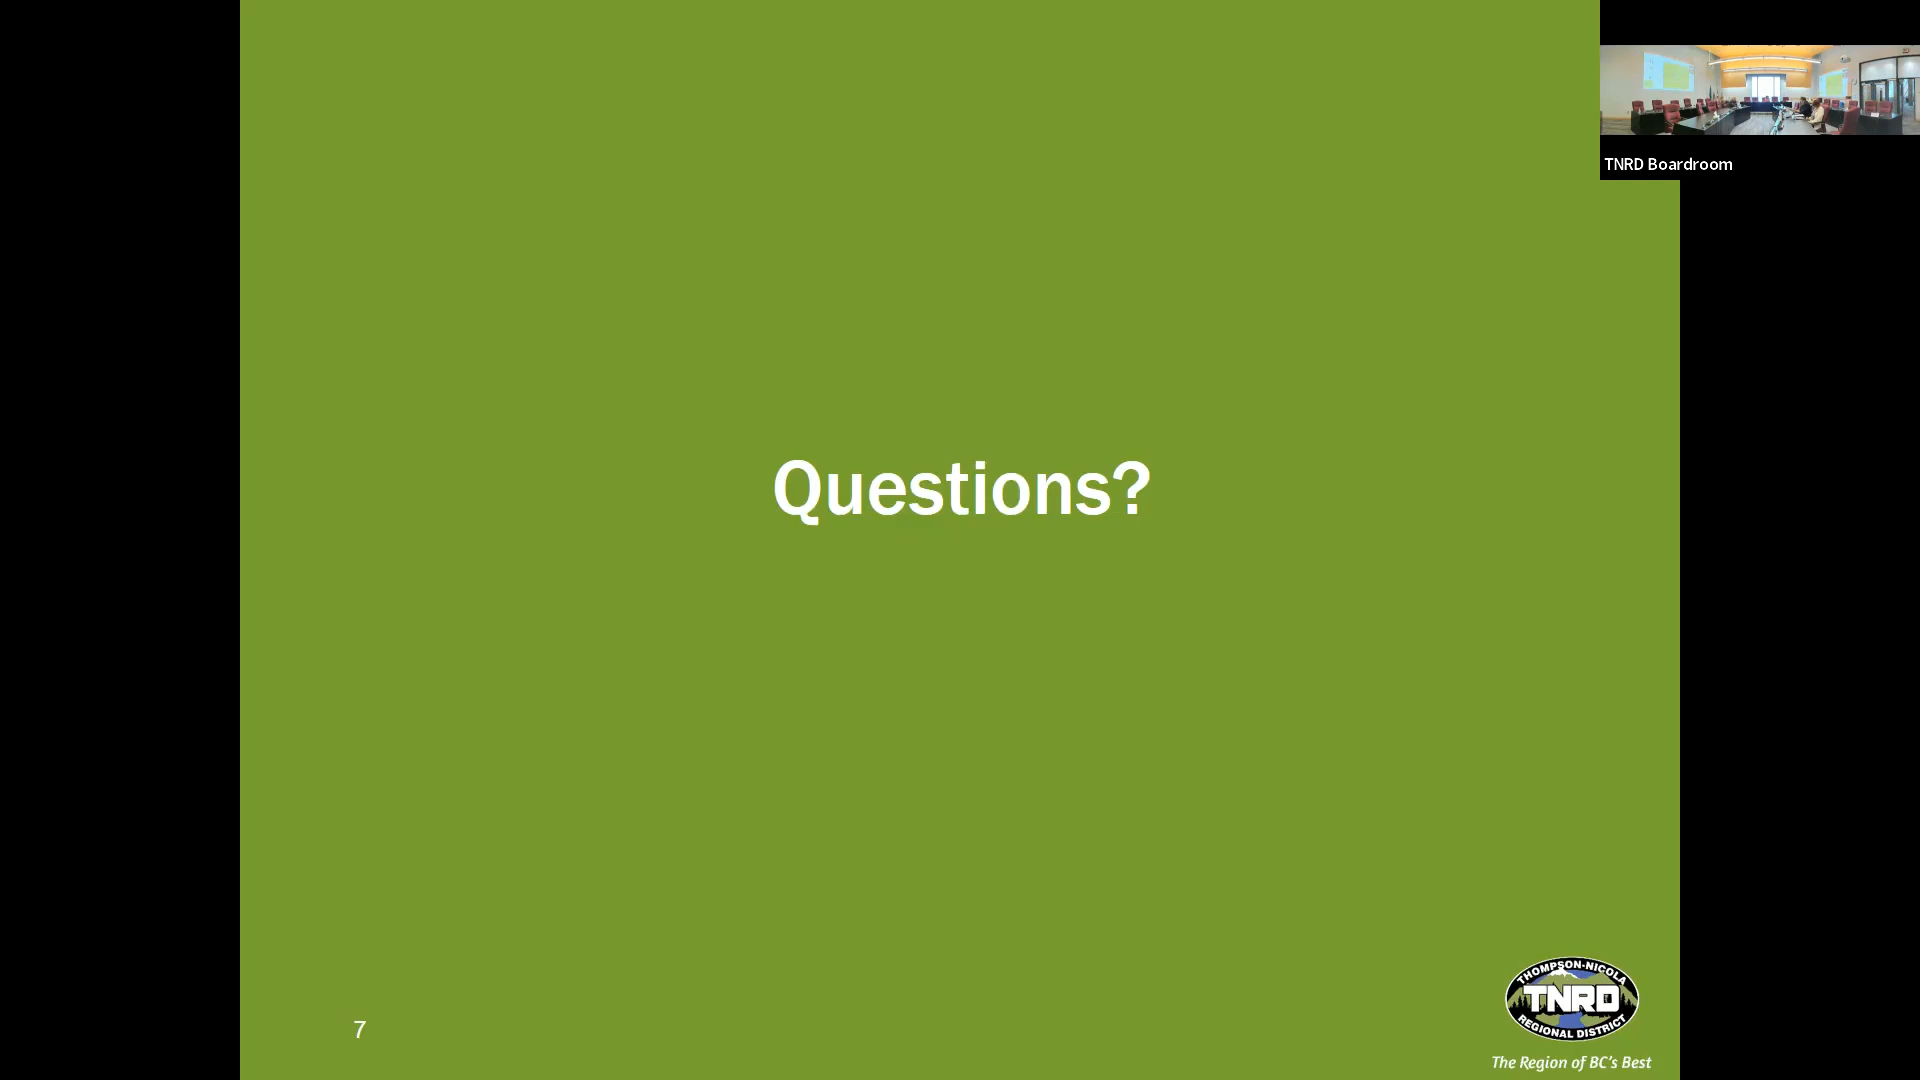 TNRD Boardroom
Questions?
7
THOMPSON-NICOLA
TNRD
REGIONAL DISTRICT
The Region of BC's Best